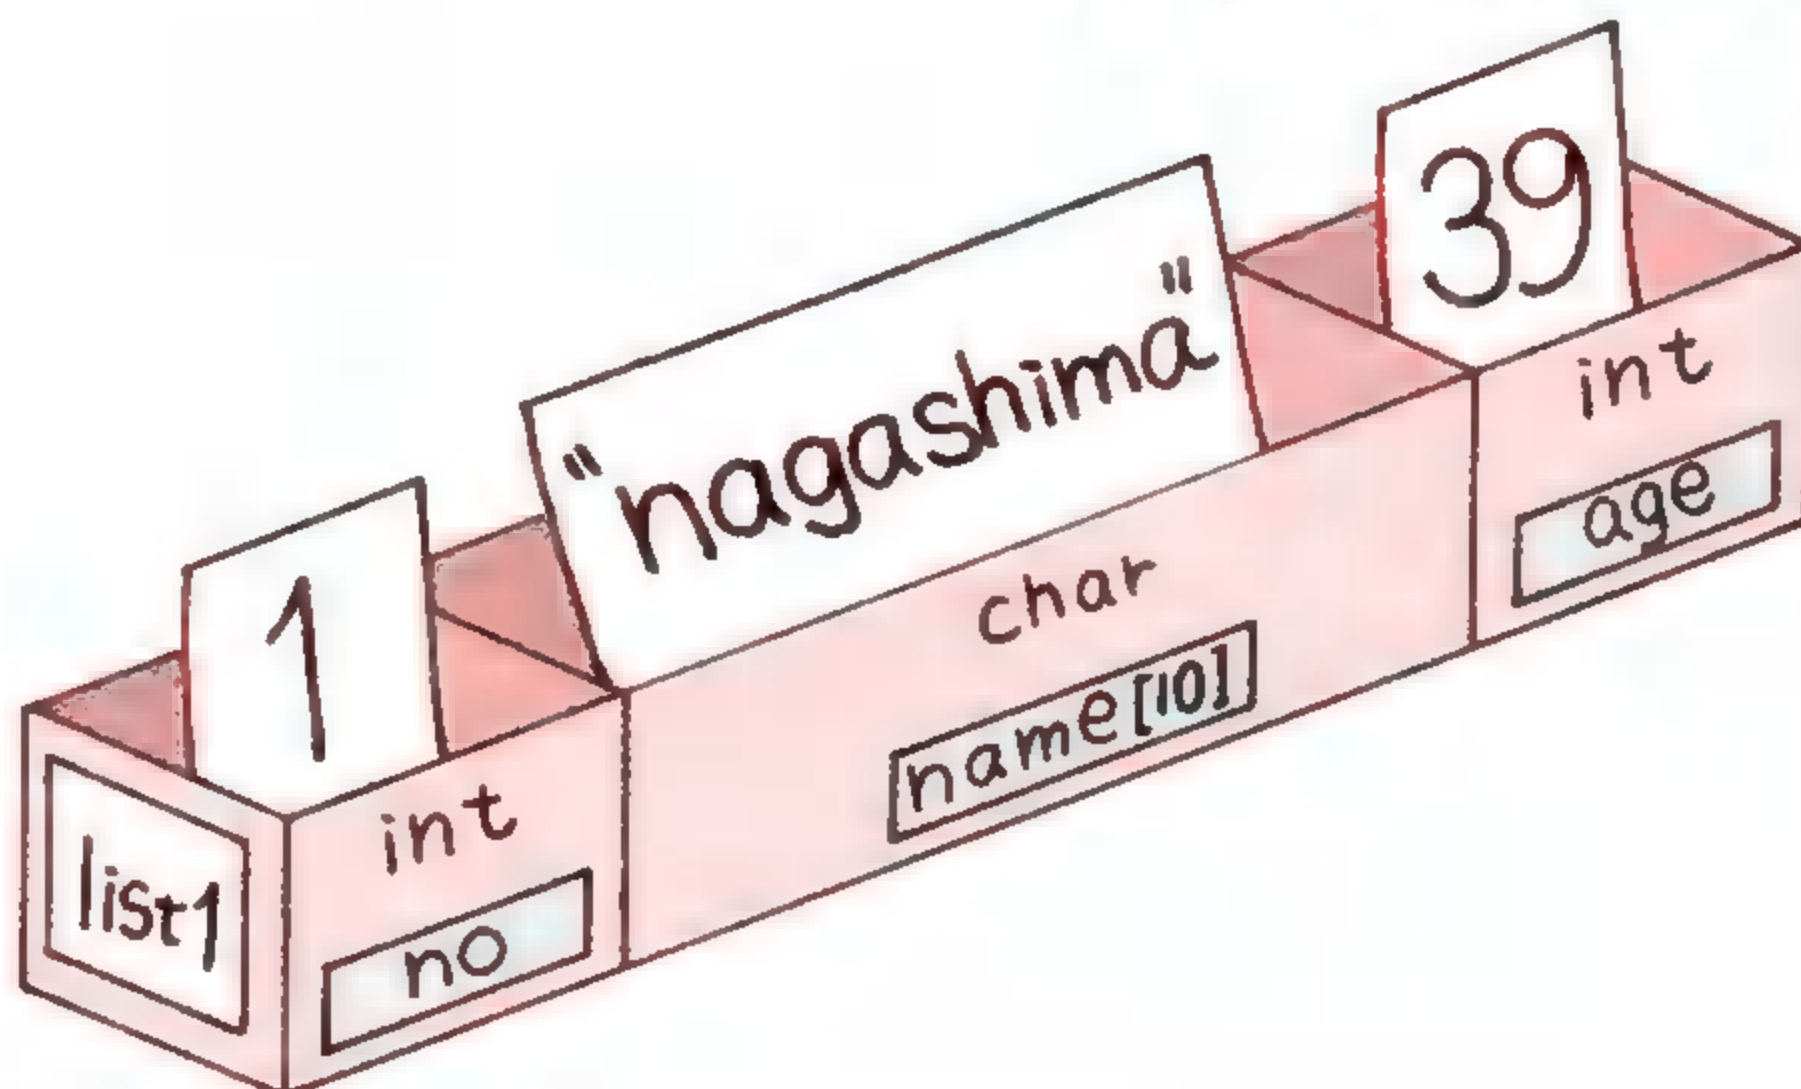 1
"nagashima"
39
int
char
int
list1
no
name[10]
age